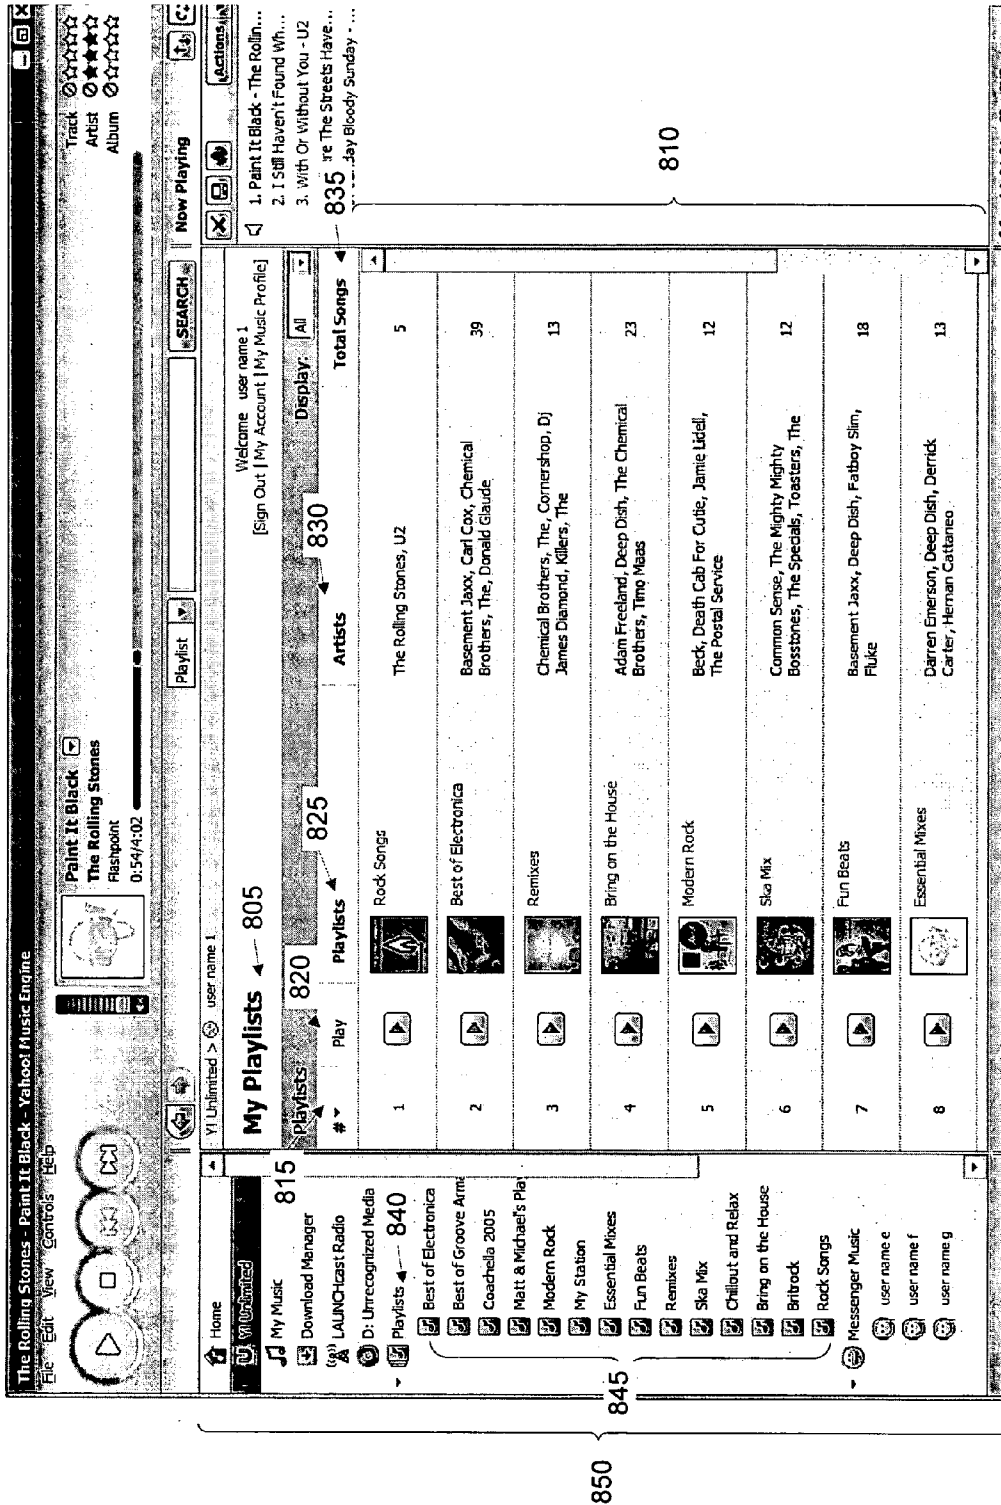 The Rolling Stones - Paint It Black - Yahoo! Music Engine
File Edit View Controls Help
Paint It Black
The Rolling Stones
Flashpoint
0:54/4:02
Track
Artist
Album
Playlist
SEARCH
Now Playing
Actions
Home
Y! Unlimited
My Music
Download Manager
LAUNCHcast Radio
D: Unrecognized Media
Playlists
840
Best of Electronica
Best of Groove Arma
Coachella 2005
Matt & Michael's Play
Modern Rock
My Station
Essential Mixes
Fun Beats
Remixes
Ska Mix
Chillout and Relax
Bring on the House
Britrock
Rock Songs
845
Messenger Music
user name e
user name f
user name g
850
Y! Unlimited > user name 1
My Playlists
805
Welcome user name 1
[Sign Out | My Account | My Music Profile]
815
Playlists
820
825
830
Display: All
835
# Play Playlists Artists Total Songs
1 Rock Songs The Rolling Stones, U2 5
2 Best of Electronica Basement Jaxx, Carl Cox, Chemical
Brothers, The, Donald Glaude 39
3 Remixes Chemical Brothers, The, Cornershop, Dj
James Diamond, Killers, The 13
4 Bring on the House Adam Freeland, Deep Dish, The Chemical
Brothers, Timo Maas 23
5 Modern Rock Beck, Death Cab For Cutie, Jamie Lidell,
The Postal Service 12
6 Ska Mix Common Sense, The Mighty Mighty
Bosstones, The Specials, Toasters, The 12
7 Fun Beats Basement Jaxx, Deep Dish, Fatboy Slim,
Fluke 18
8 Essential Mixes Darren Emerson, Deep Dish, Derrick
Carter, Hernan Cattaneo 13
1. Paint It Black - The Rollin...
2. I Still Haven't Found Wh...
3. With Or Without You - U2
re The Streets Have...
day Bloody Sunday - ...
810